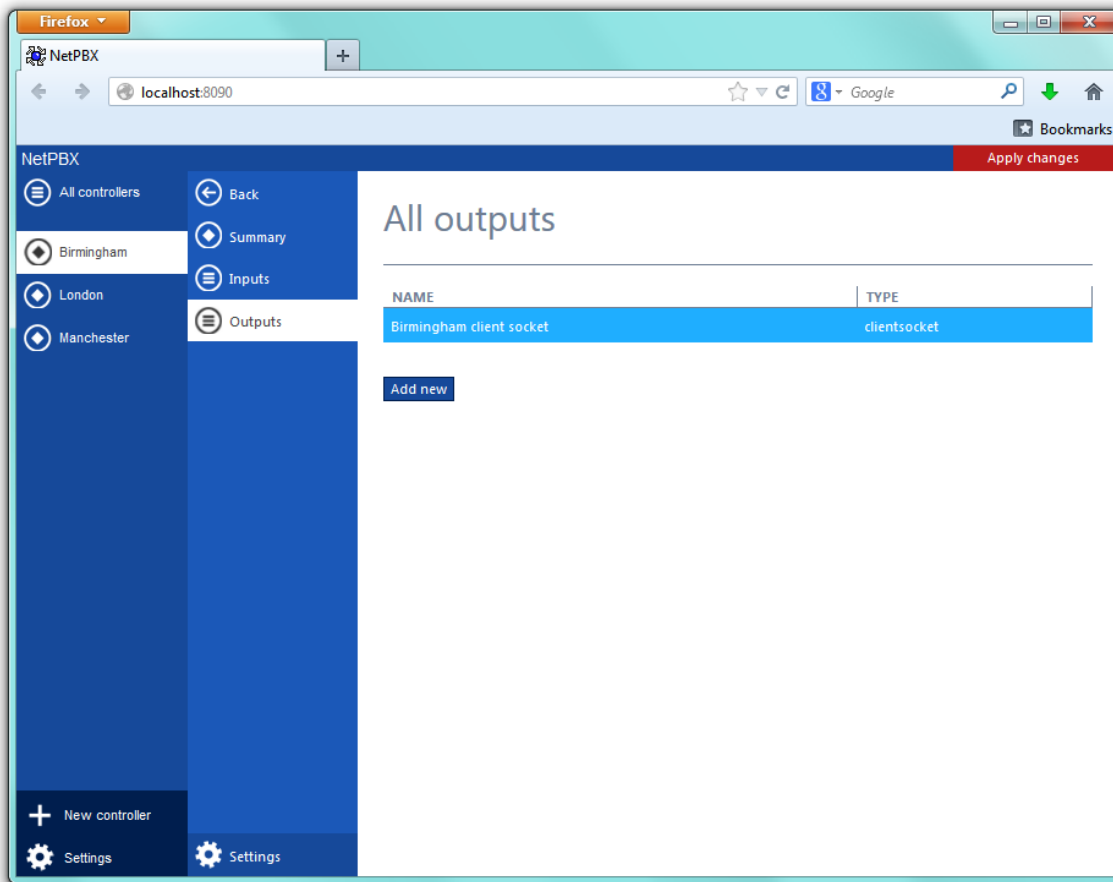 Firefox
NetPBX
localhost:8090
Google
Bookmarks
NetPBX
Apply changes
All controllers
Birmingham
London
Manchester
New controller
Settings
Back
Summary
Inputs
Outputs
Settings
All outputs
NAME TYPE
Birmingham client socket clientsocket
Add new